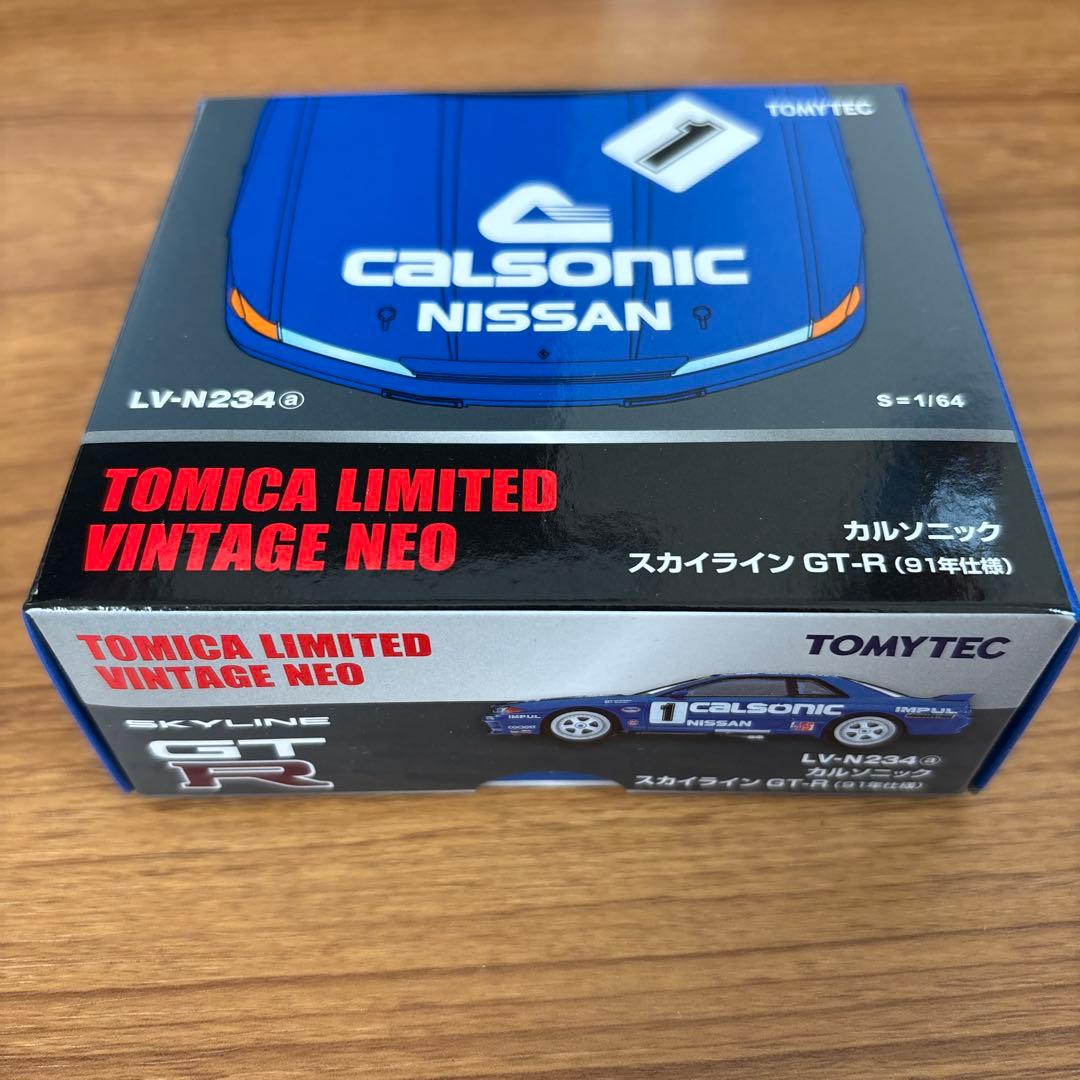 TOMYTEC
1
CALSONIC
NISSAN
LV-N234ⓐ
S=1/64
TOMICA LIMITED
VINTAGE NEO
カルソニック
スカイライン GT-R (91年仕様)
TOMICA LIMITED
VINTAGE NEO
TOMYTEC
SKYLINE
GT
R
1
CALSONIC
NISSAN
IMPUL
IMPUL
LV-N234ⓐ
カルソニック
スカイライン GT-R (91年仕様)